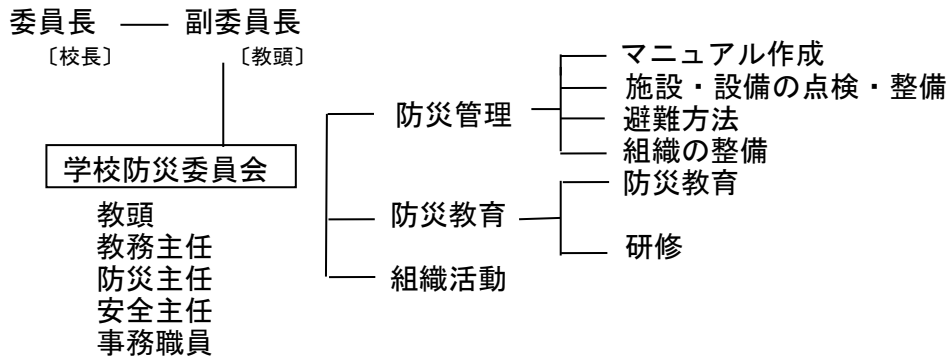 委員長 ―― 副委員長
〔校長〕 〔教頭〕
学校防災委員会
教頭
教務主任
防災主任
安全主任
事務職員
防災管理
マニュアル作成
施設・設備の点検・整備
避難方法
組織の整備
防災教育
防災教育
研修
組織活動